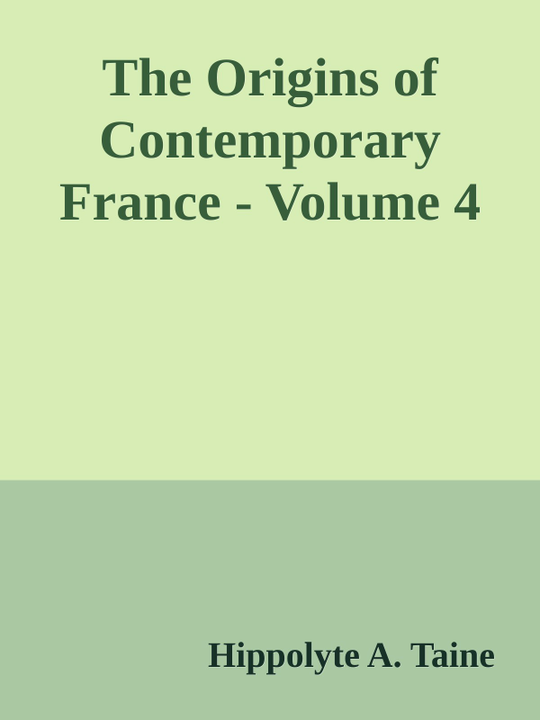 The Origins of
Contemporary
France - Volume 4
Hippolyte A. Taine